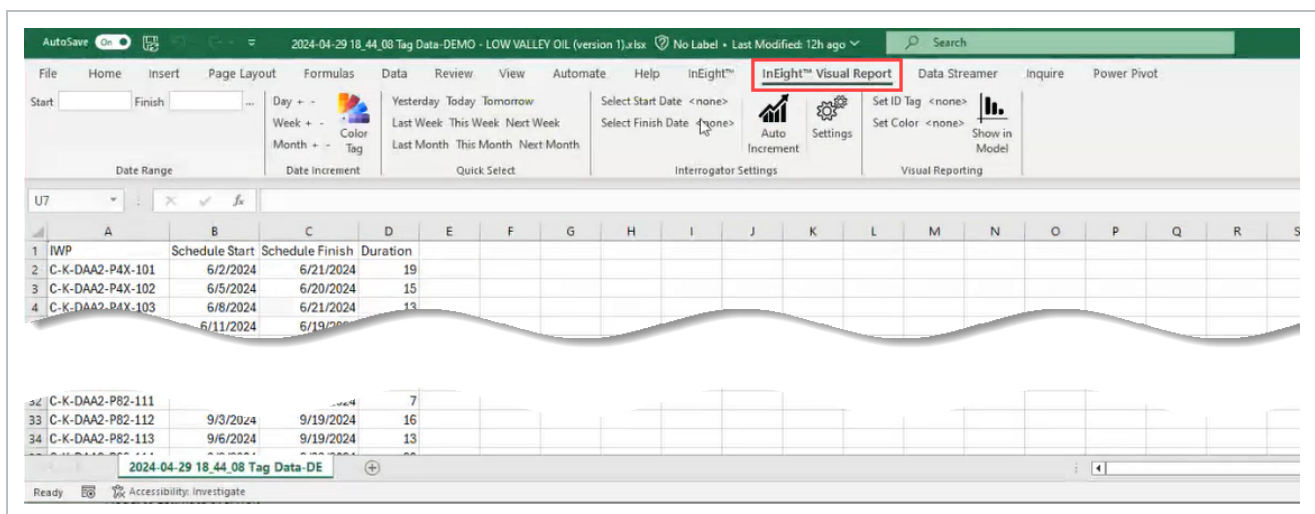 AutoSave On 2024-04-29 18_44_08 Tag Data-DEMO - LOW VALLEY OIL (version 1).xlsx No Label • Last Modified: 12h ago Search
File Home Insert Page Layout Formulas Data Review View Automate Help InEight™ InEight™ Visual Report Data Streamer Inquire Power Pivot
Start Finish ... Day + - Yesterday Today Tomorrow Select Start Date <none> Set ID Tag <none>
Week + - Last Week This Week Next Week Select Finish Date <none> Set Color <none>
Month + - Last Month This Month Next Month
Color Tag
Auto Increment
Settings
Show in Model
Date Range Date Increment Quick Select Interrogator Settings Visual Reporting
U7 fx
A B C D E F G H I J K L M N O P Q R S
1 IWP Schedule Start Schedule Finish Duration
2 C-K-DAA2-P4X-101 6/2/2024 6/21/2024 19
3 C-K-DAA2-P4X-102 6/5/2024 6/20/2024 15
4 C-K-DAA2-P4X-103 6/8/2024 6/21/2024 13
6/11/2024
32 C-K-DAA2-P82-111 7
33 C-K-DAA2-P82-112 9/3/2024 9/19/2024 16
34 C-K-DAA2-P82-113 9/6/2024 9/19/2024 13
2024-04-29 18_44_08 Tag Data-DE
Ready Accessibility: Investigate